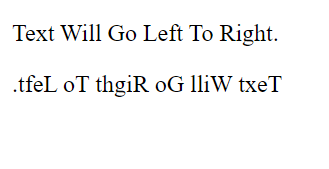 Text Will Go Left To Right.
.tfeL oT thgiR oG lliW txeT